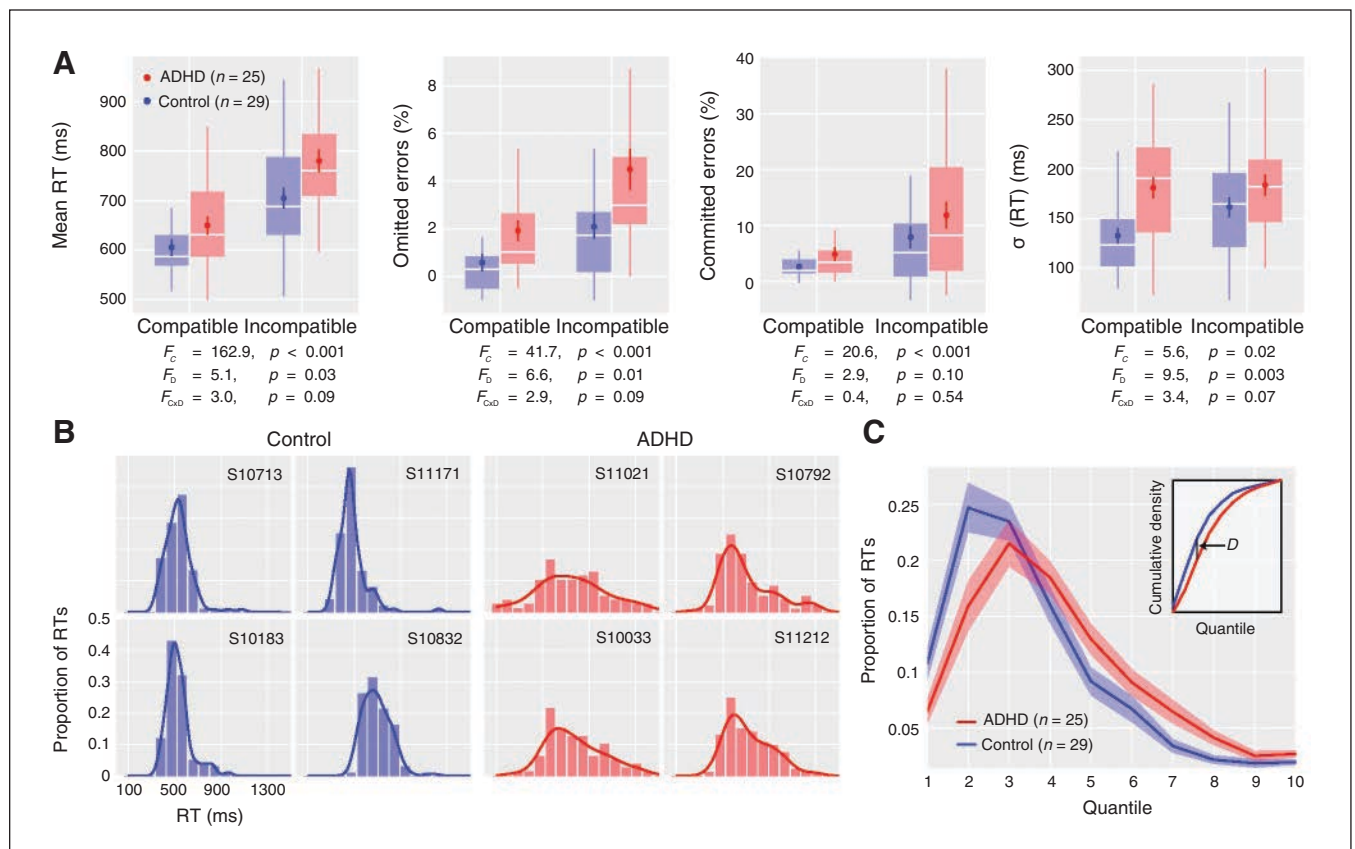 A
Mean RT (ms)
900
800
700
600
500
ADHD (n = 25)
Control (n = 29)
Compatible Incompatible
F_C = 162.9, p < 0.001
F_D = 5.1, p = 0.03
F_CxD = 3.0, p = 0.09
Omitted errors (%)
8
6
4
2
0
Compatible Incompatible
F_C = 41.7, p < 0.001
F_D = 6.6, p = 0.01
F_CxD = 2.9, p = 0.09
Committed errors (%)
40
30
20
10
0
Compatible Incompatible
F_C = 20.6, p < 0.001
F_D = 2.9, p = 0.10
F_CxD = 0.4, p = 0.54
σ (RT) (ms)
300
250
200
150
100
Compatible Incompatible
F_C = 5.6, p = 0.02
F_D = 9.5, p = 0.003
F_CxD = 3.4, p = 0.07
B
Control ADHD
S10713 S11171 S11021 S10792
S10183 S10832 S10033 S11212
Proportion of RTs
0.5
0.4
0.3
0.2
0.1
0
100 500 900 1300
RT (ms)
C
Proportion of RTs
0.25
0.2
0.15
0.1
0.05
ADHD (n = 25)
Control (n = 29)
1 2 3 4 5 6 7 8 9 10
Quantile
Cumulative density
D
Quantile